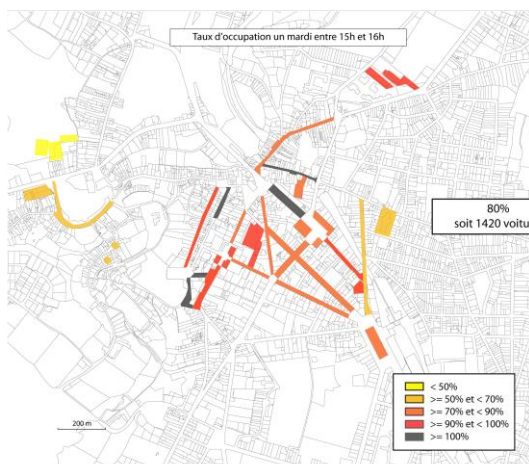 Taux d'occupation un mardi entre 15h et 16h
80%
soit 1420 voitu
< 50%
>= 50% et < 70%
>= 70% et < 90%
>= 90% et < 100%
>= 100%
200 m